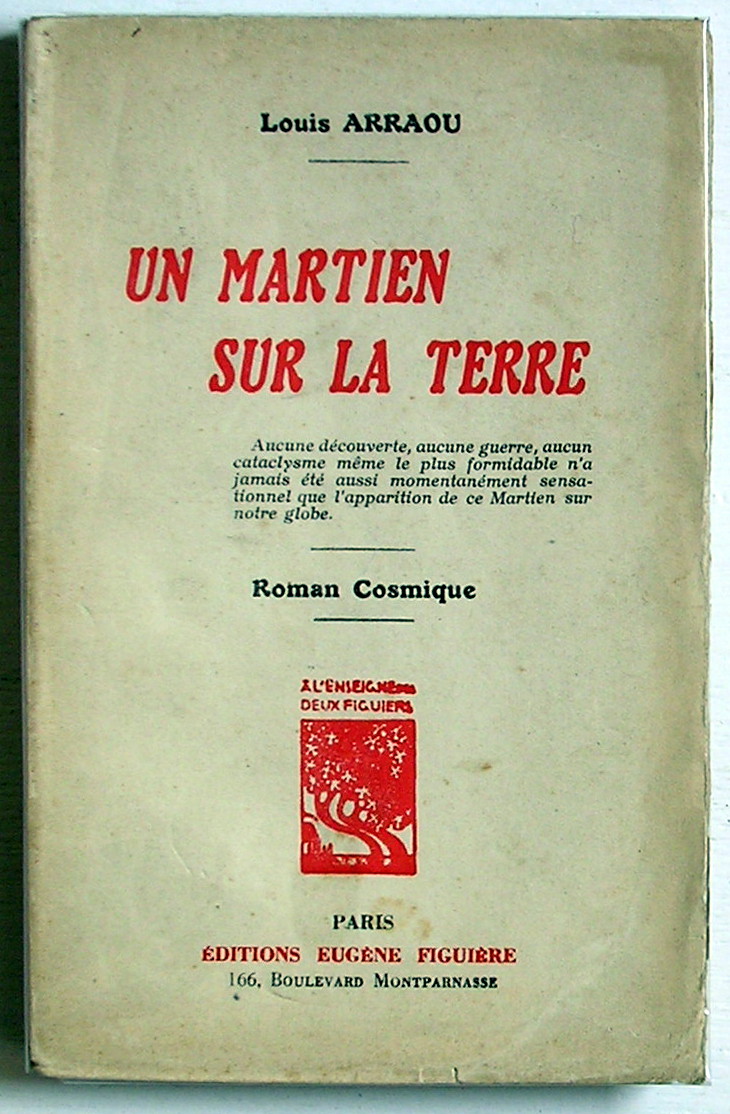 Louis ARRAOU
UN MARTIEN
SUR LA TERRE
Aucune découverte, aucune guerre, aucun
cataclysme même le plus formidable n'a
jamais été aussi momentanément sensa-
tionnel que l'apparition de ce Martien sur
notre globe.
Roman Cosmique
A L'ENSEIGNE DES
DEUX FIGUIERS
PARIS
ÉDITIONS EUGÈNE FIGUIÈRE
166, BOULEVARD MONTPARNASSE